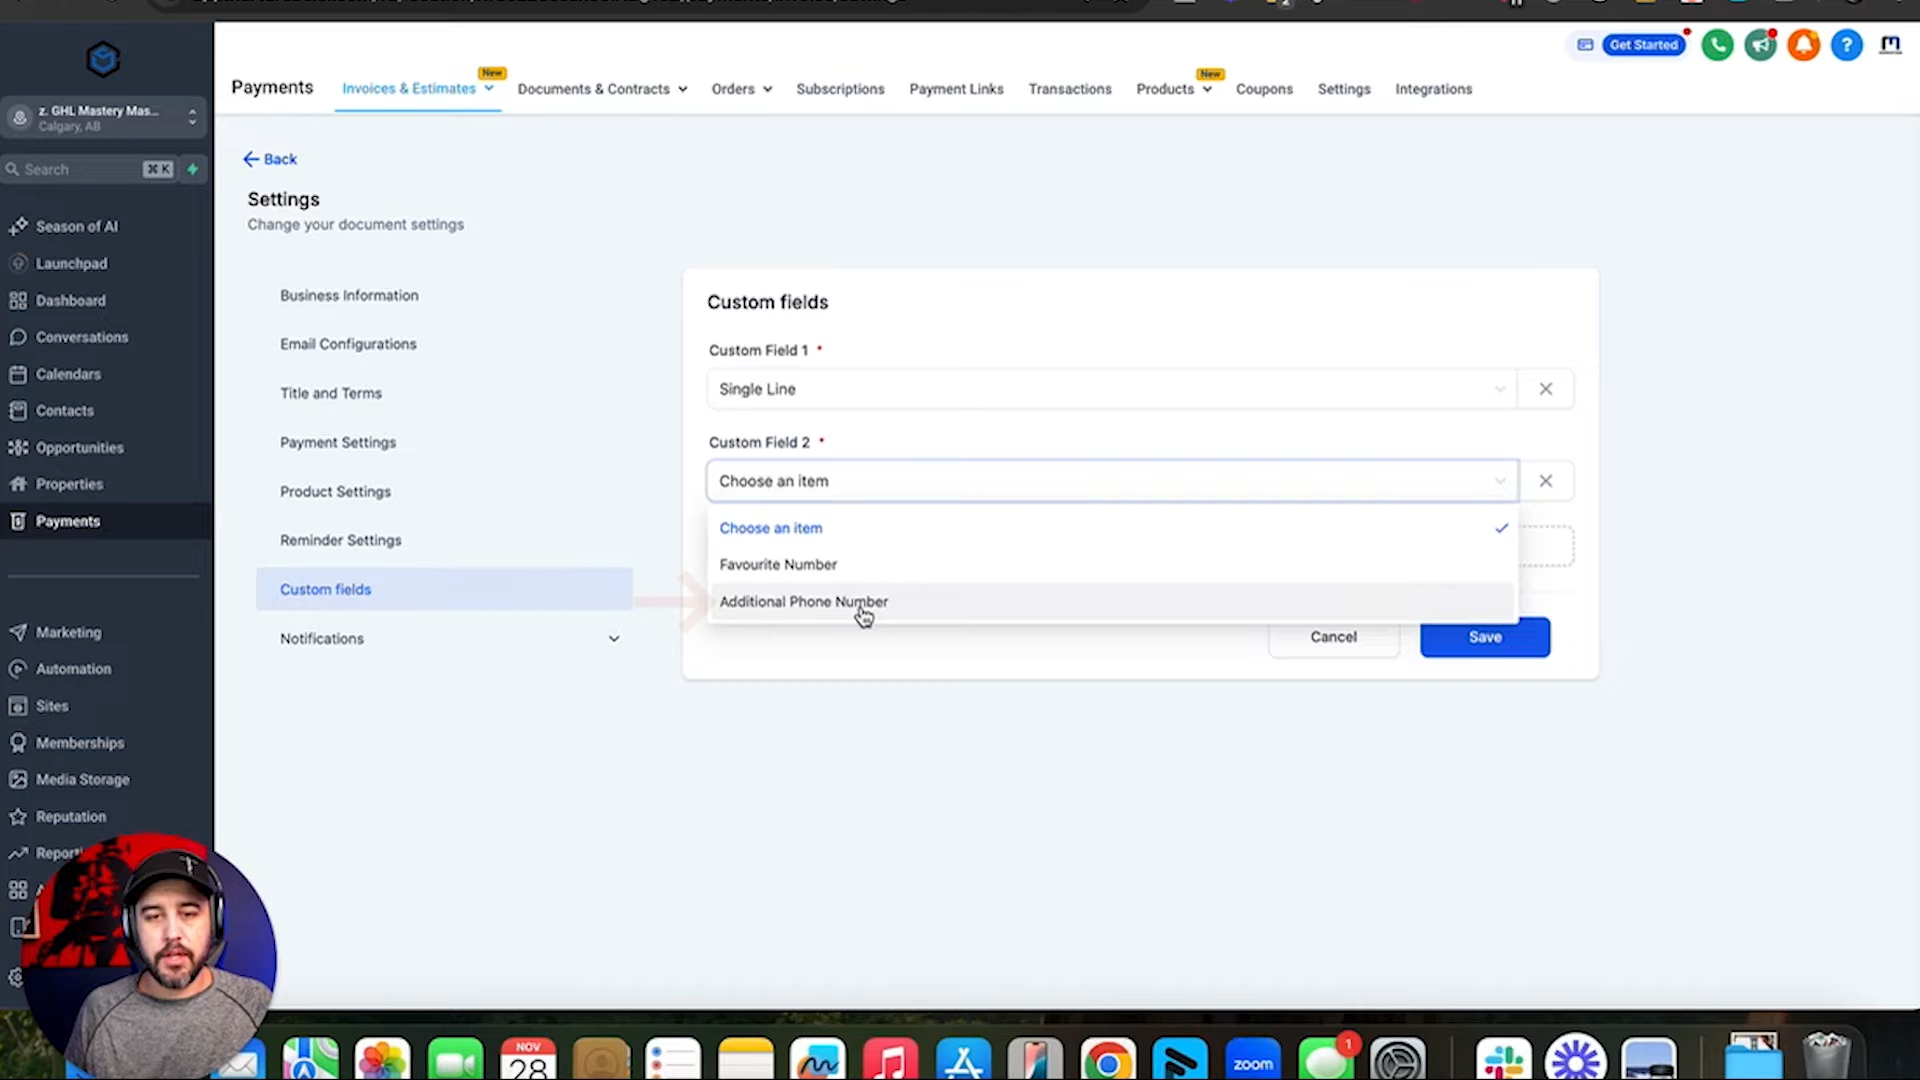 Get Started
z. GHL Mastery Mas...
Calgary, AB
Search
⌘ K
Payments
Invoices & Estimates
New
Documents & Contracts
Orders
Subscriptions
Payment Links
Transactions
Products
New
Coupons
Settings
Integrations
Season of AI
Launchpad
Dashboard
Conversations
Calendars
Contacts
Opportunities
Properties
Payments
Marketing
Automation
Sites
Memberships
Media Storage
Reputation
Back
Settings
Change your document settings
Business Information
Email Configurations
Title and Terms
Payment Settings
Product Settings
Reminder Settings
Custom fields
Notifications
Custom fields
Custom Field 1 *
Single Line
Custom Field 2 *
Choose an item
Choose an item
Favourite Number
Additional Phone Number
Cancel
Save
NOV
28
zoom
1